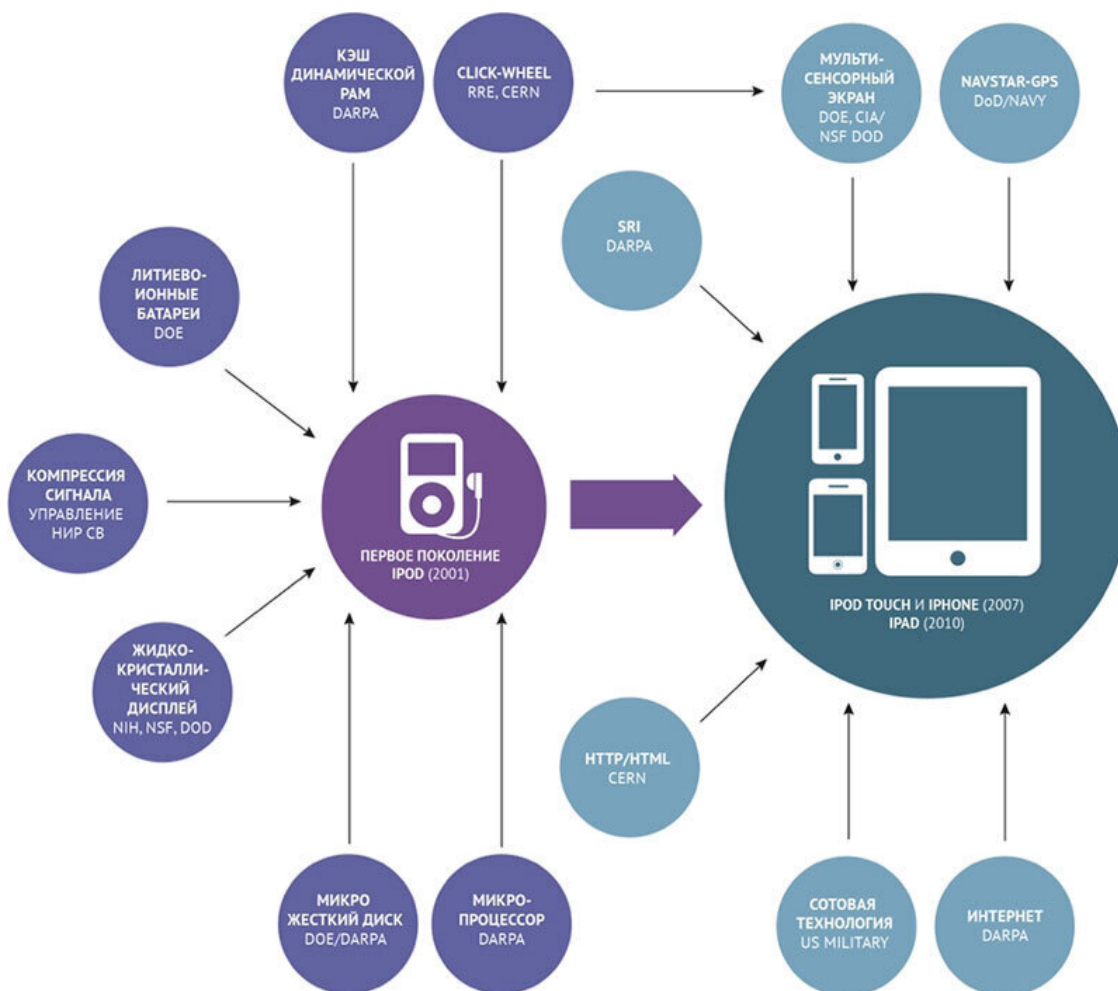 КЭШ
ДИНАМИЧЕСКОЙ
РАМ
DARPA
CLICK-WHEEL
RRE, CERN
МУЛЬТИ-
СЕНСОРНЫЙ
ЭКРАН
DOE, CIA/
NSF DOD
NAVSTAR-GPS
DoD/NAVY
SRI
DARPA
ЛИТИЕВО-
ИОННЫЕ
БАТАРЕИ
DOE
КОМПРЕССИЯ
СИГНАЛА
УПРАВЛЕНИЕ
НИР СВ
ПЕРВОЕ ПОКОЛЕНИЕ
IPOD (2001)
IPOD TOUCH И IPHONE (2007)
IPAD (2010)
ЖИДКО-
КРИСТАЛЛИ-
ЧЕСКИЙ
ДИСПЛЕЙ
NIH, NSF, DOD
HTTP/HTML
CERN
МИКРО
ЖЕСТКИЙ ДИСК
DOE/DARPA
МИКРО-
ПРОЦЕССОР
DARPA
СОТОВАЯ
ТЕХНОЛОГИЯ
US MILITARY
ИНТЕРНЕТ
DARPA